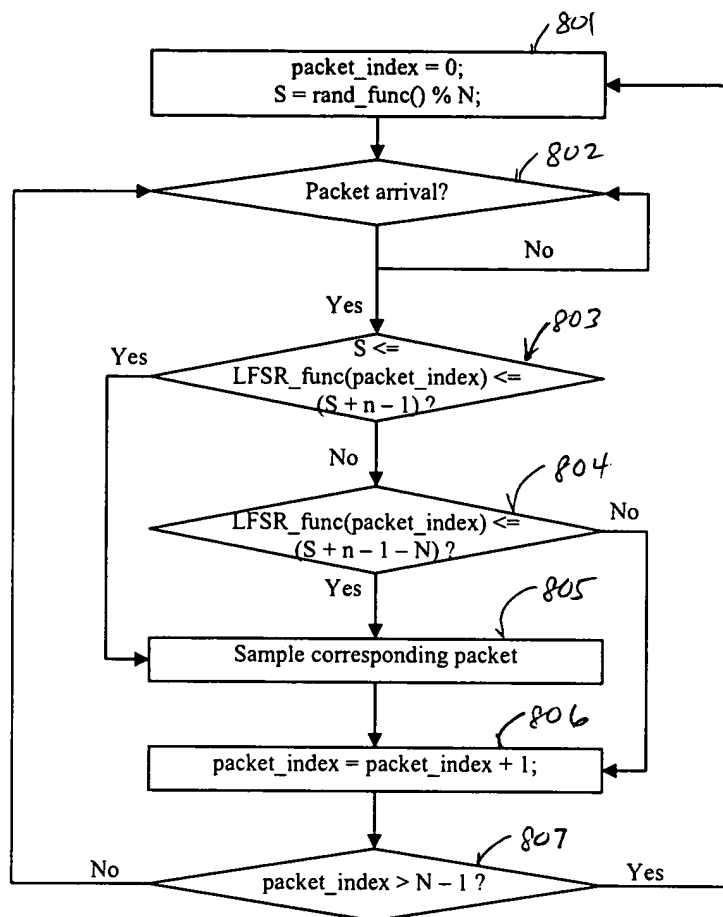 801
packet_index = 0;
S = rand_func() % N;
802
Packet arrival?
No
Yes
803
Yes
S <=
LFSR_func(packet_index) <=
(S + n – 1) ?
No
804
LFSR_func(packet_index) <=
(S + n – 1 – N) ?
No
Yes
805
Sample corresponding packet
806
packet_index = packet_index + 1;
807
No
packet_index > N – 1 ?
Yes